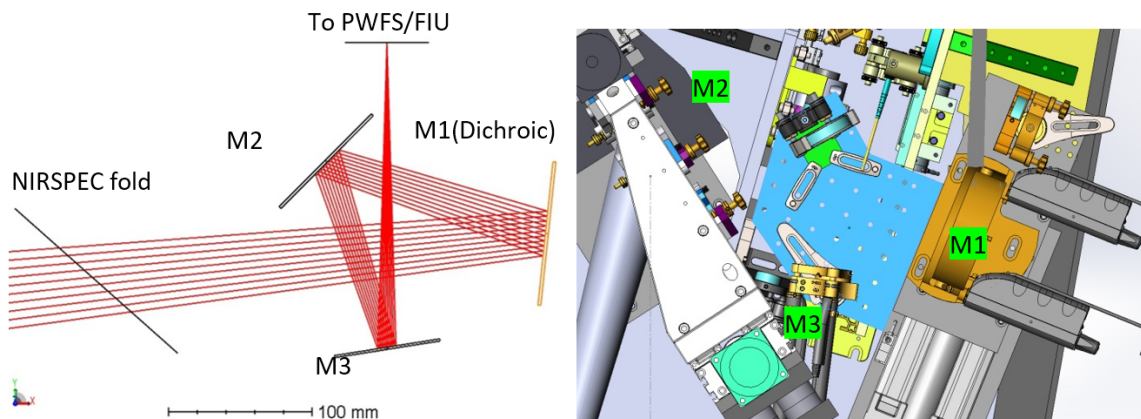 To PWFS/FIU
M2
M1(Dichroic)
NIRSPEC fold
M3
100 mm
Y
X
M2
M1
M3